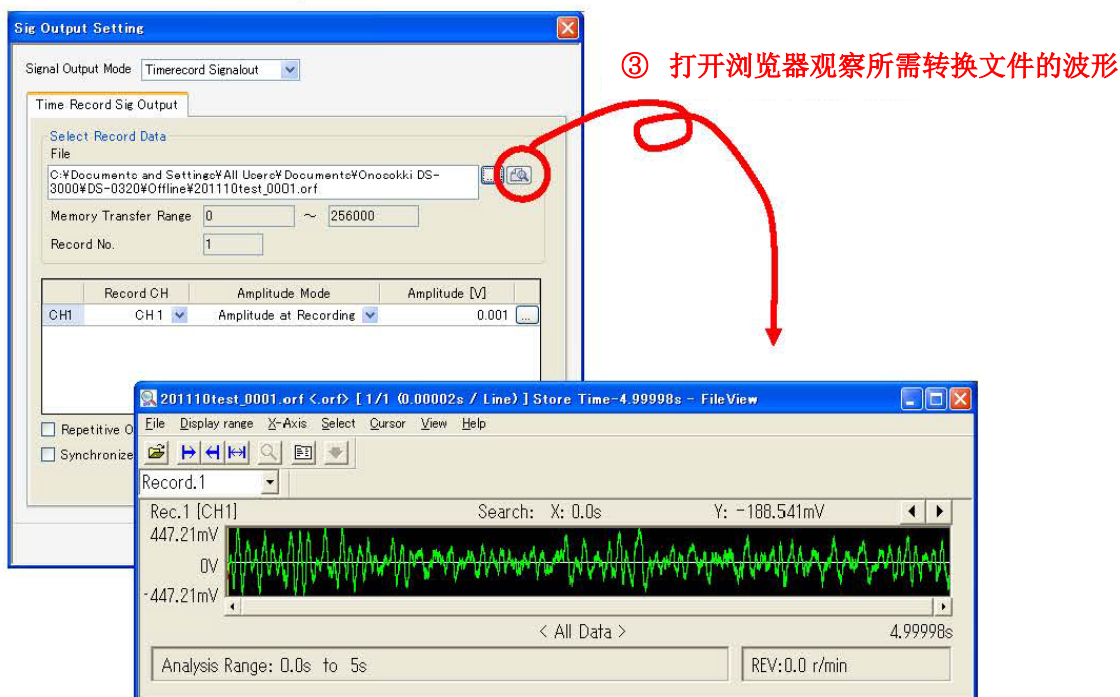 Sig Output Setting
③ 打开浏览器观察所需转换文件的波形
Signal Output Mode Timerecord Signalout
Time Record Sig Output
Select Record Data
File
C:¥Documents and Settings¥All Users¥Documents¥Onosokki DS-
3000¥DS-0320¥Offline¥201110test_0001.orf
...
Memory Transfer Range 0 ～ 256000
Record No. 1
Record CH Amplitude Mode Amplitude [V]
CH1 CH 1 Amplitude at Recording 0.001 ...
Repetitive O
Synchronize
201110test_0001.orf <.orf> [ 1/1 (0.00002s / Line) ] Store Time-4.99998s - FileView
File Display range X-Axis Select Cursor View Help
Record.1
Rec.1 [CH1] Search: X: 0.0s Y: -188.541mV
447.21mV
0V
-447.21mV
< All Data > 4.99998s
Analysis Range: 0.0s to 5s REV:0.0 r/min